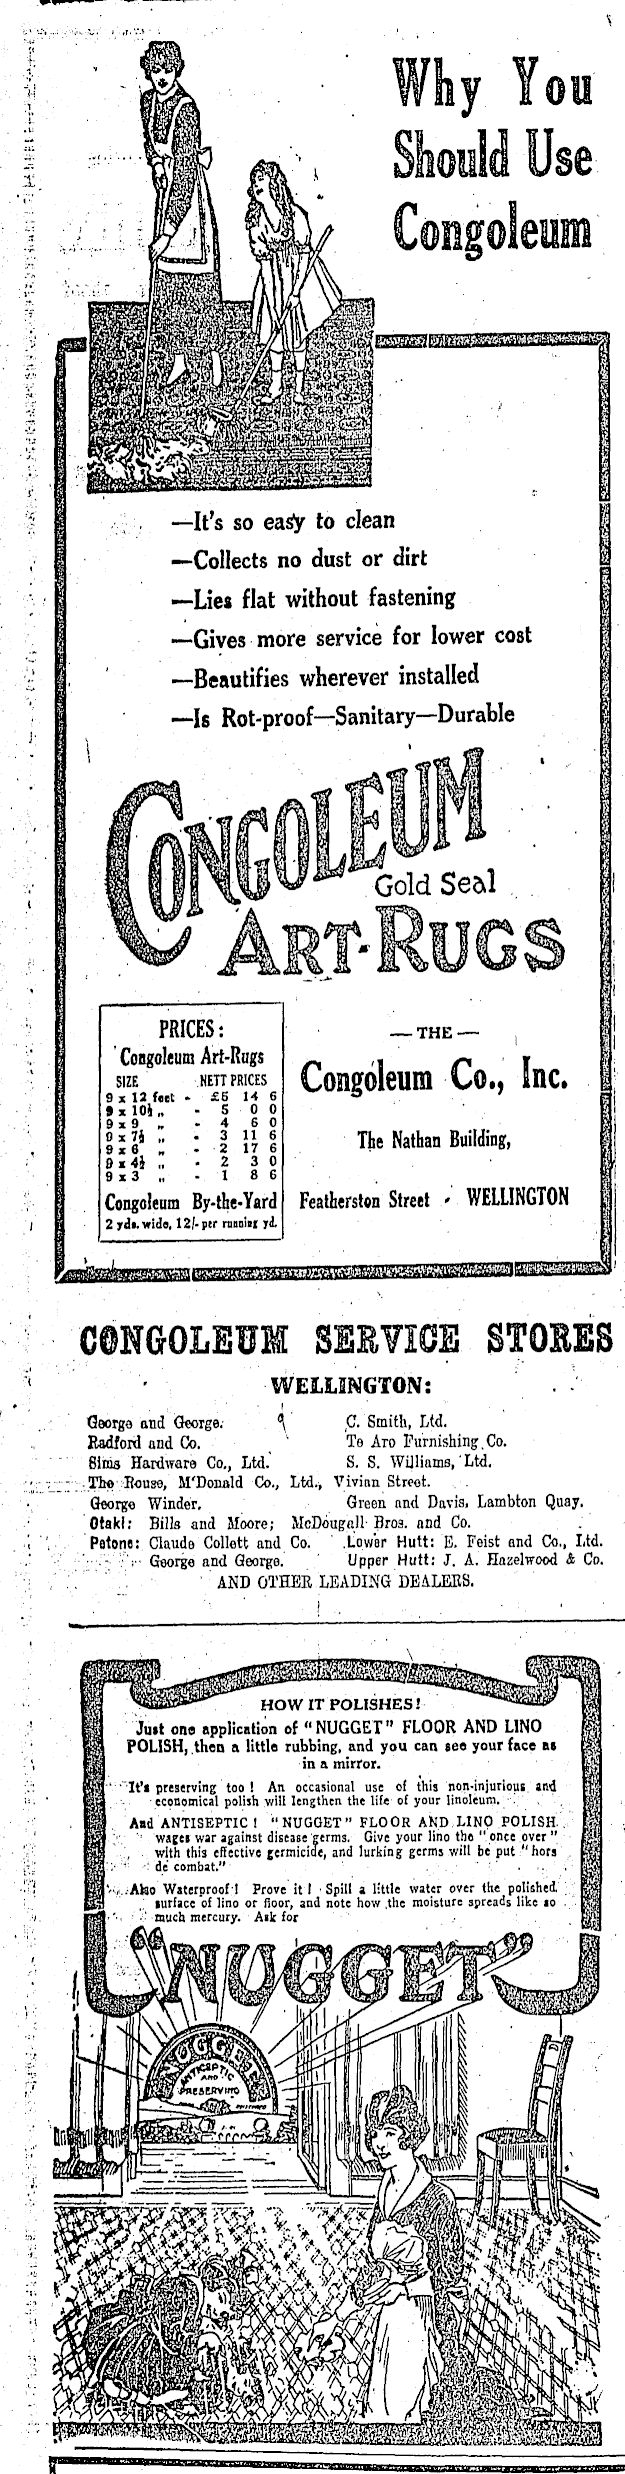 Why You
Should Use
Congoleum
—It's so easy to clean
—Collects no dust or dirt
—Lies flat without fastening
—Gives more service for lower cost
—Beautifies wherever installed
—Is Rot-proof—Sanitary—Durable
CONGOLEUM
Gold Seal
ART-RUGS
PRICES:
Congoleum Art-Rugs
SIZE NETT PRICES
9 x 12 feet - £5 14 6
9 x 10½ „ - 5 0 0
9 x 9 „ - 4 6 0
9 x 7½ „ - 3 11 6
9 x 6 „ - 2 17 6
9 x 4½ „ - 2 3 0
9 x 3 „ - 1 8 6
Congoleum By-the-Yard
2 yds. wide, 12/- per running yd.
— THE —
Congoleum Co., Inc.
The Nathan Building,
Featherston Street - WELLINGTON
CONGOLEUM SERVICE STORES
WELLINGTON:
George and George. C. Smith, Ltd.
Radford and Co. Te Aro Furnishing Co.
Sims Hardware Co., Ltd. S. S. Williams, Ltd.
The Rouse, M'Donald Co., Ltd., Vivian Street.
George Winder. Green and Davis, Lambton Quay.
Otaki: Bills and Moore; McDougall Bros. and Co.
Petone: Claude Collett and Co. Lower Hutt: E. Feist and Co., Ltd.
George and George. Upper Hutt: J. A. Hazelwood & Co.
AND OTHER LEADING DEALERS.
HOW IT POLISHES!
Just one application of "NUGGET" FLOOR AND LINO
POLISH, then a little rubbing, and you can see your face as
in a mirror.
It's preserving too! An occasional use of this non-injurious and
economical polish will lengthen the life of your linoleum.
And ANTISEPTIC! "NUGGET" FLOOR AND LINO POLISH
wages war against disease germs. Give your lino the "once over"
with this effective germicide, and lurking germs will be put "hors
de combat."
Also Waterproof! Prove it! Spill a little water over the polished
surface of lino or floor, and note how the moisture spreads like so
much mercury. Ask for
"NUGGET"
NUGGET
ANTISEPTIC
AND
PRESERVING